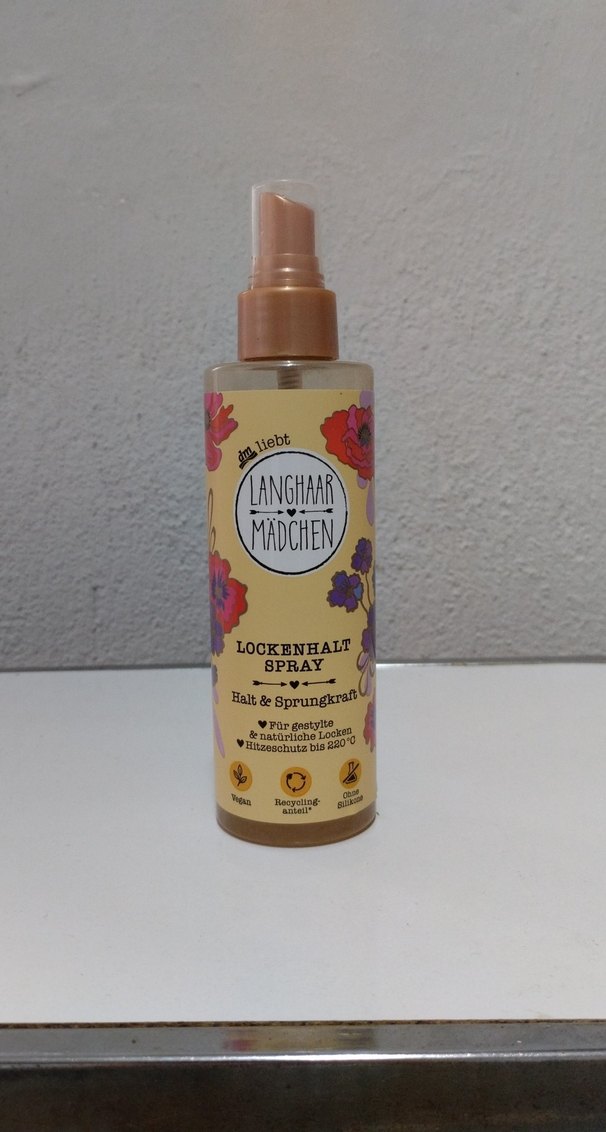 dm liebt
LANGHAAR
MÄDCHEN
LOCKENHALT
SPRAY
Halt & Sprungkraft
♥ Für gestylte
& natürliche Locken
♥ Hitzeschutz bis 220 °C
Vegan
Recycling-
anteil*
Ohne
Silikone